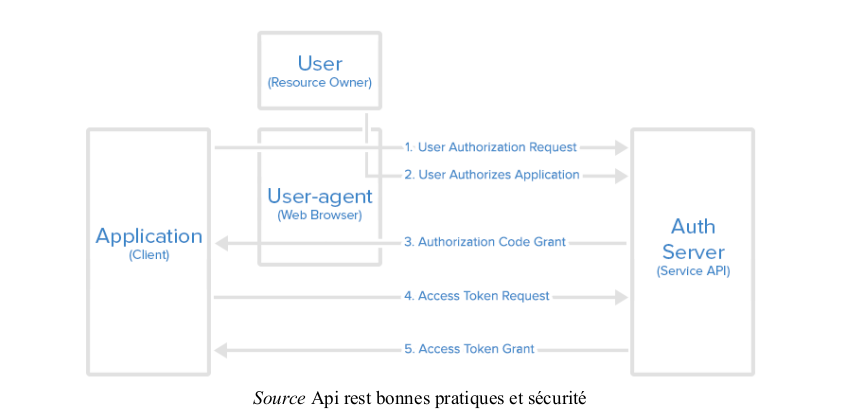 User
(Resource Owner)
1. User Authorization Request
2. User Authorizes Application
User-agent
(Web Browser)
Application
(Client)
3. Authorization Code Grant
Auth
Server
(Service API)
4. Access Token Request
5. Access Token Grant
Source Api rest bonnes pratiques et sécurité